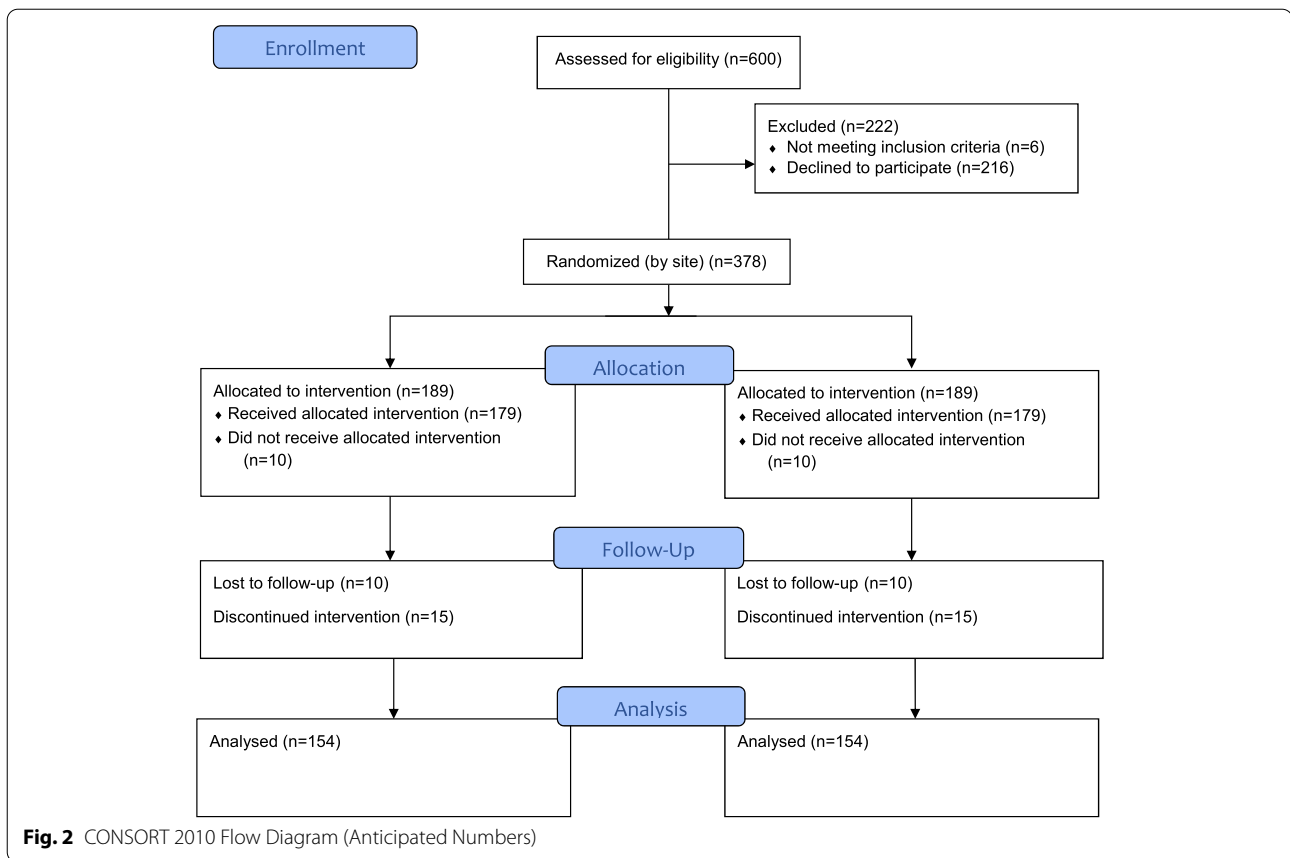 Enrollment
Assessed for eligibility (n=600)
Excluded (n=222)
♦ Not meeting inclusion criteria (n=6)
♦ Declined to participate (n=216)
Randomized (by site) (n=378)
Allocation
Allocated to intervention (n=189)
♦ Received allocated intervention (n=179)
♦ Did not receive allocated intervention
(n=10)
Allocated to intervention (n=189)
♦ Received allocated intervention (n=179)
♦ Did not receive allocated intervention
(n=10)
Follow-Up
Lost to follow-up (n=10)
Discontinued intervention (n=15)
Lost to follow-up (n=10)
Discontinued intervention (n=15)
Analysis
Analysed (n=154)
Analysed (n=154)
Fig. 2 CONSORT 2010 Flow Diagram (Anticipated Numbers)